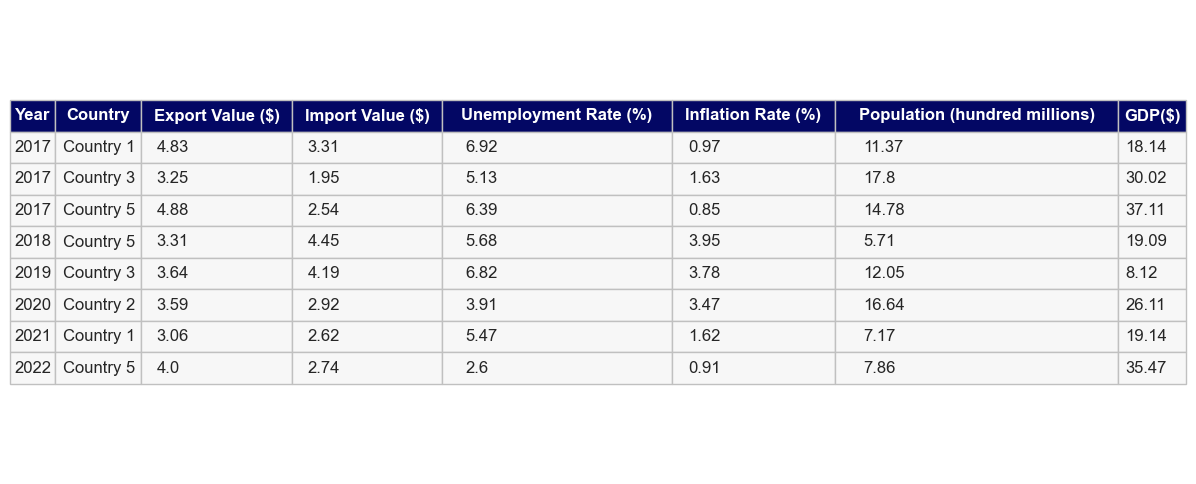 Year Country Export Value ($) Import Value ($) Unemployment Rate (%) Inflation Rate (%) Population (hundred millions) GDP($)
2017 Country 1 4.83 3.31 6.92 0.97 11.37 18.14
2017 Country 3 3.25 1.95 5.13 1.63 17.8 30.02
2017 Country 5 4.88 2.54 6.39 0.85 14.78 37.11
2018 Country 5 3.31 4.45 5.68 3.95 5.71 19.09
2019 Country 3 3.64 4.19 6.82 3.78 12.05 8.12
2020 Country 2 3.59 2.92 3.91 3.47 16.64 26.11
2021 Country 1 3.06 2.62 5.47 1.62 7.17 19.14
2022 Country 5 4.0 2.74 2.6 0.91 7.86 35.47